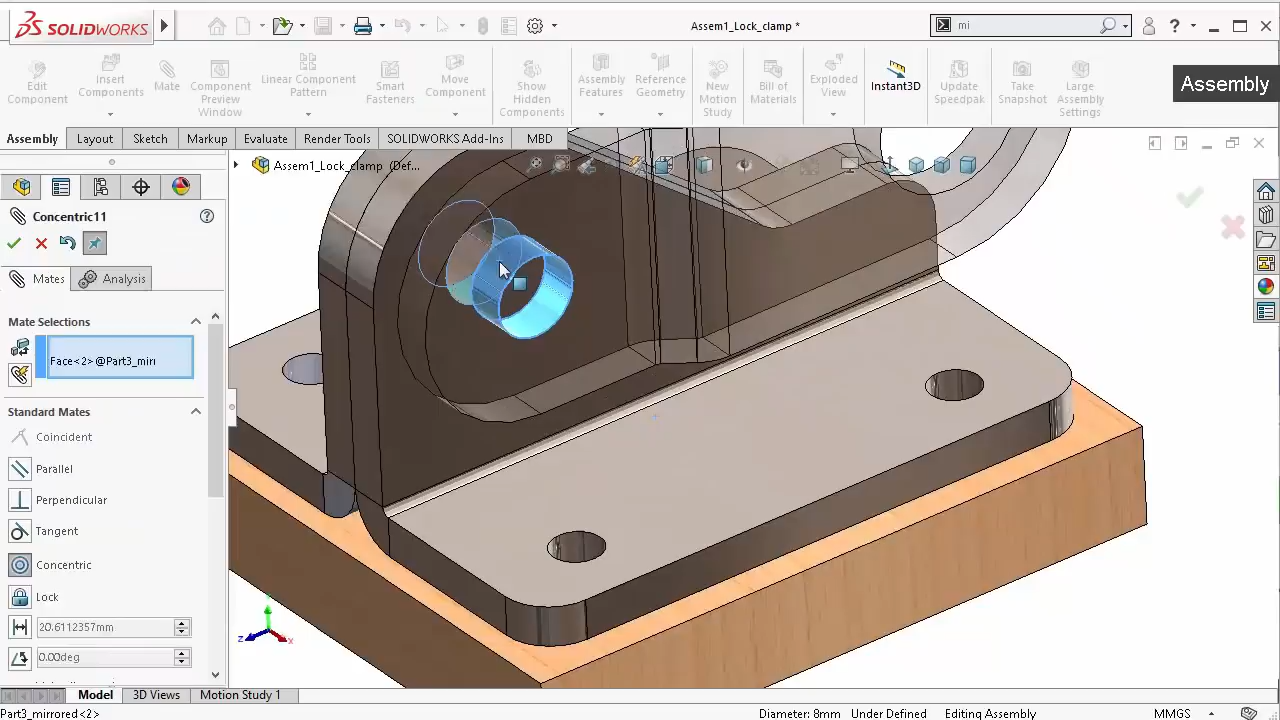 SOLIDWORKS
Assem1_Lock_clamp *
mi
?
Edit Component
Insert Components
Mate
Component Preview Window
Linear Component Pattern
Smart Fasteners
Move Component
Show Hidden Components
Assembly Features
Reference Geometry
New Motion Study
Bill of Materials
Exploded View
Instant3D
Update Speedpak
Take Snapshot
Large Assembly Settings
Assembly
Assembly
Layout
Sketch
Markup
Evaluate
Render Tools
SOLIDWORKS Add-Ins
MBD
Assem1_Lock_clamp (Def...
Concentric11
?
Mates
Analysis
Mate Selections
Face<2>@Part3_mirr
Standard Mates
Coincident
Parallel
Perpendicular
Tangent
Concentric
Lock
20.6112357mm
0.00deg
Y
Z
X
Model
3D Views
Motion Study 1
Part3_mirrored<2>
Diameter: 8mm
Under Defined
Editing Assembly
MMGS